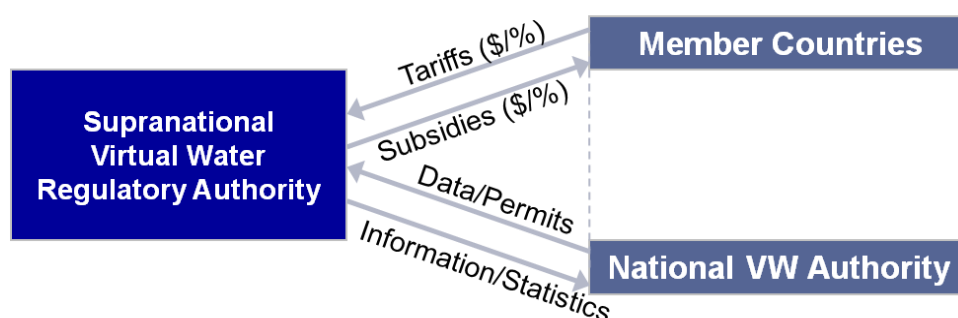 Supranational
Virtual Water
Regulatory Authority
Tariffs ($/%)
Subsidies ($/%)
Data/Permits
Information/Statistics
Member Countries
National VW Authority